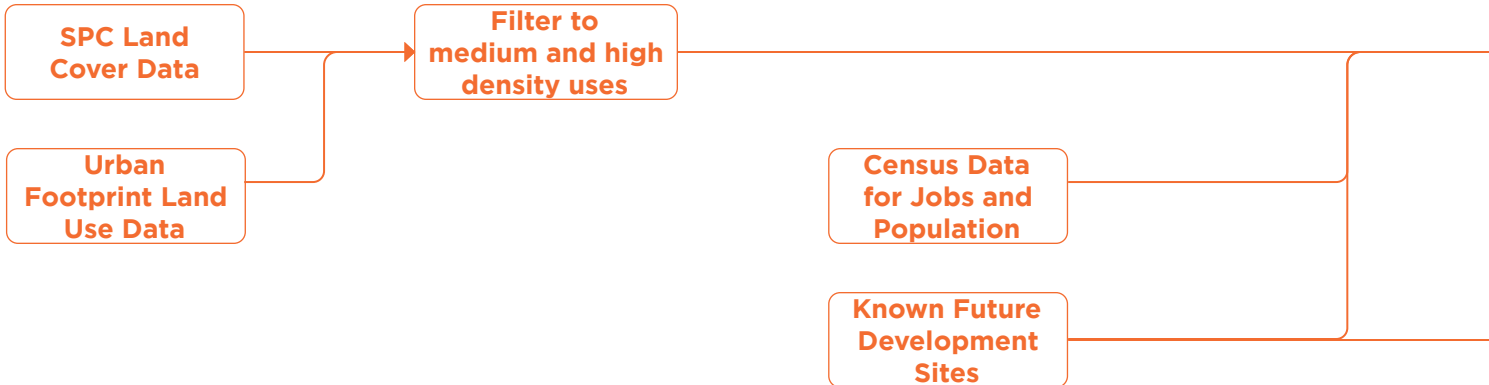 SPC Land
Cover Data
Filter to
medium and high
density uses
Urban
Footprint Land
Use Data
Census Data
for Jobs and
Population
Known Future
Development
Sites